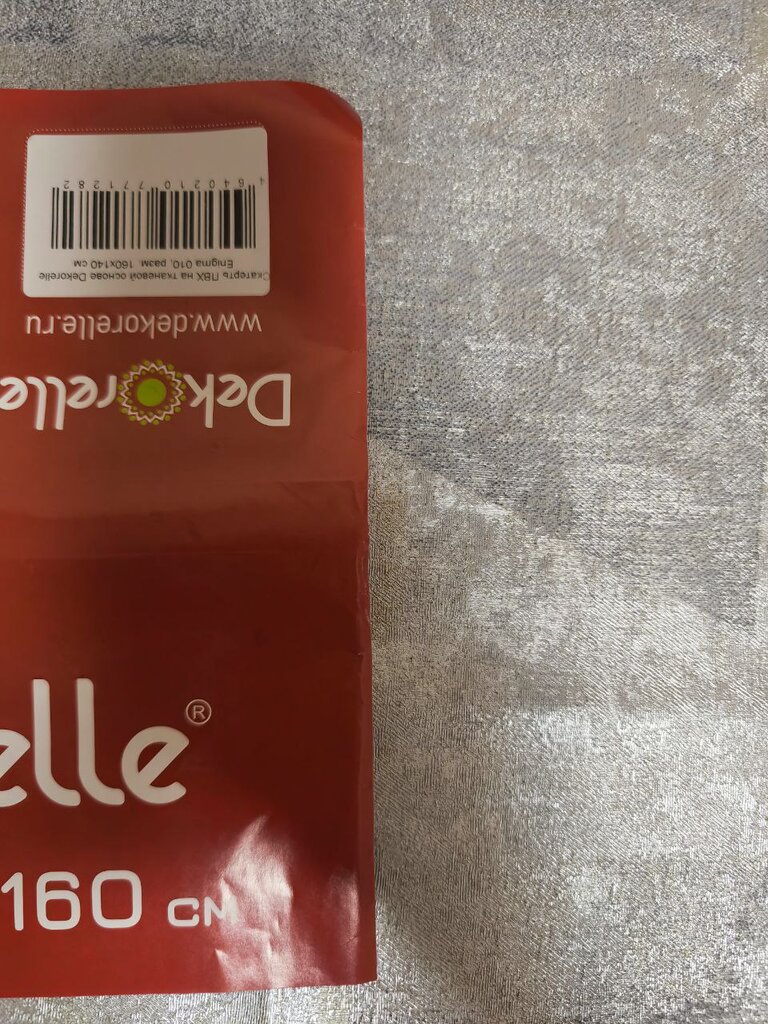 Dekorelle
www.dekorelle.ru
Скатерть ПВХ на тканевой основе Dekorelle
Enigma 010, разм. 160х140 см
4 640210 771282
elle®
160 см